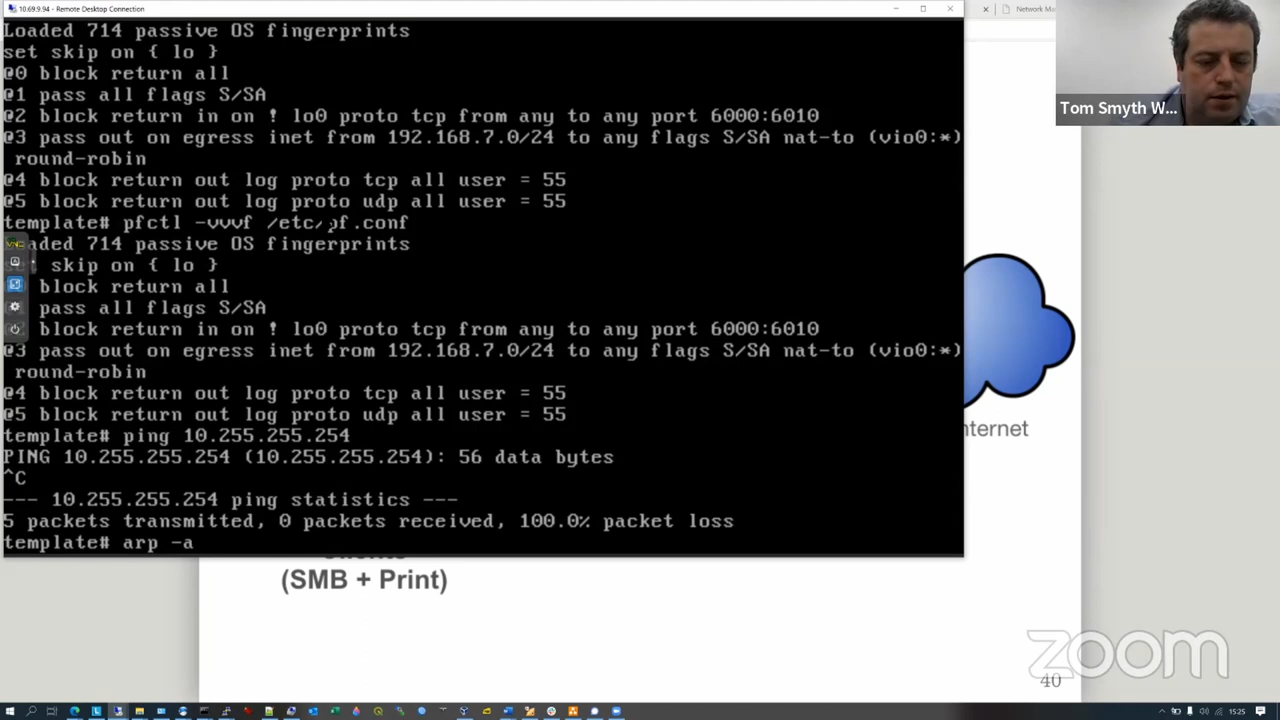 10.69.9.94 - Remote Desktop Connection
Network Ma
Loaded 714 passive OS fingerprints
set skip on { lo }
@0 block return all
@1 pass all flags S/SA
@2 block return in on ! lo0 proto tcp from any to any port 6000:6010
@3 pass out on egress inet from 192.168.7.0/24 to any flags S/SA nat-to (vio0:*)
round-robin
@4 block return out log proto tcp all user = 55
@5 block return out log proto udp all user = 55
template# pfctl -vvvf /etc/pf.conf
aded 714 passive OS fingerprints
skip on { lo }
block return all
pass all flags S/SA
block return in on ! lo0 proto tcp from any to any port 6000:6010
@3 pass out on egress inet from 192.168.7.0/24 to any flags S/SA nat-to (vio0:*)
round-robin
@4 block return out log proto tcp all user = 55
@5 block return out log proto udp all user = 55
template# ping 10.255.255.254
PING 10.255.255.254 (10.255.255.254): 56 data bytes
^C
--- 10.255.255.254 ping statistics ---
5 packets transmitted, 0 packets received, 100.0% packet loss
template# arp -a
Tom Smyth W...
nternet
(SMB + Print)
zoom
40
15:25